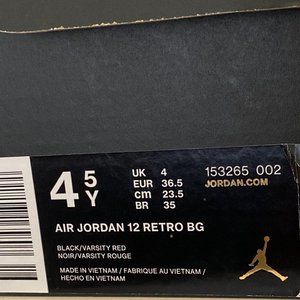 4 5 Y
UK 4
EUR 36.5
cm 23.5
BR 35
153265 002
JORDAN.COM
AIR JORDAN 12 RETRO BG
BLACK/VARSITY RED
NOIR/VARSITY ROUGE
MADE IN VIETNAM / FABRIQUE AU VIETNAM /
HECHO EN VIETNAM